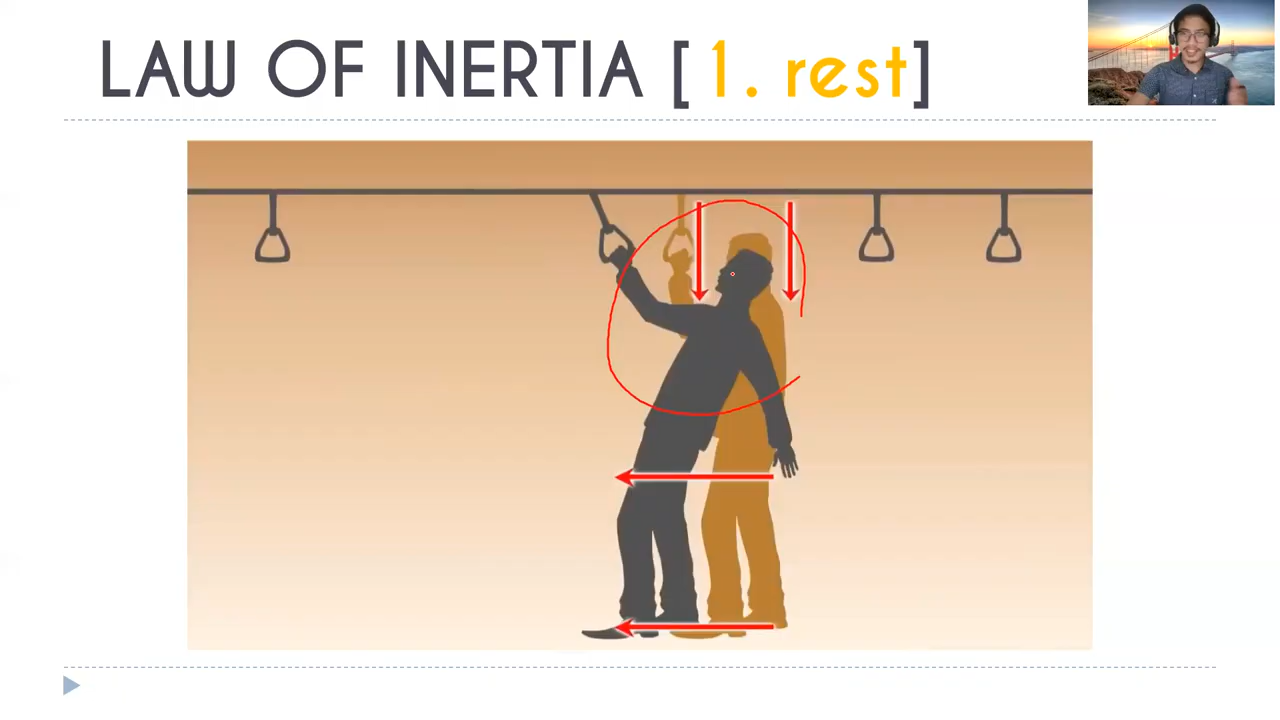 LAW OF INERTIA [ 1. rest]